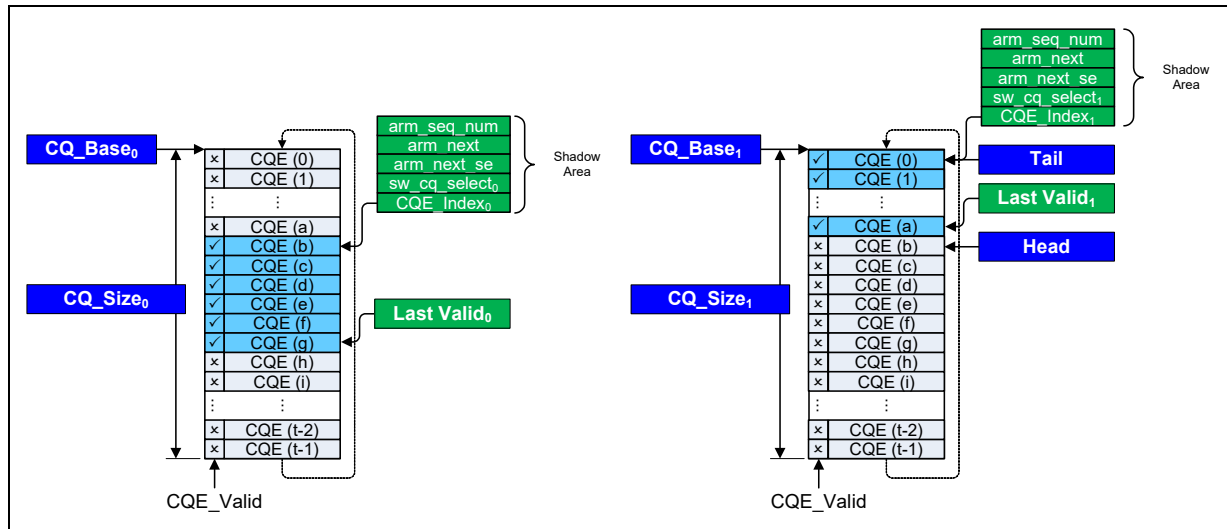 arm_seq_num
arm_next
arm_next_se
sw_cq_select₀
CQE_Index₀
Shadow
Area
CQ_Base₀
× CQE (0)
× CQE (1)
⋮ ⋮
× CQE (a)
✓ CQE (b)
✓ CQE (c)
✓ CQE (d)
✓ CQE (e)
✓ CQE (f)
✓ CQE (g)
× CQE (h)
× CQE (i)
⋮ ⋮
× CQE (t-2)
× CQE (t-1)
CQ_Size₀
Last Valid₀
CQE_Valid
arm_seq_num
arm_next
arm_next_se
sw_cq_select₁
CQE_Index₁
Shadow
Area
CQ_Base₁
✓ CQE (0)
✓ CQE (1)
⋮ ⋮
✓ CQE (a)
× CQE (b)
× CQE (c)
× CQE (d)
× CQE (e)
× CQE (f)
× CQE (g)
× CQE (h)
× CQE (i)
⋮ ⋮
× CQE (t-2)
× CQE (t-1)
Tail
Last Valid₁
Head
CQ_Size₁
CQE_Valid